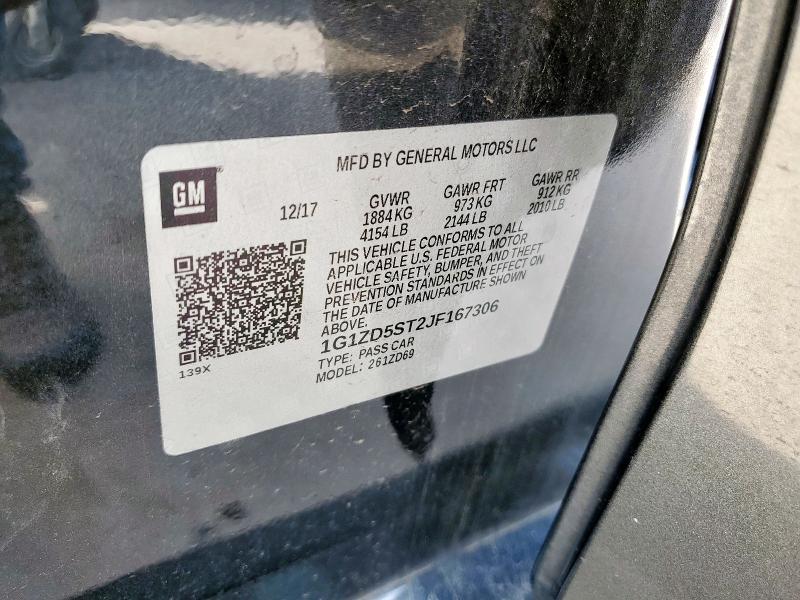 MFD BY GENERAL MOTORS LLC
GM
12/17
GVWR
1884 KG
4154 LB
GAWR FRT
973 KG
2144 LB
GAWR RR
912 KG
2010 LB
THIS VEHICLE CONFORMS TO ALL
APPLICABLE U.S. FEDERAL MOTOR
VEHICLE SAFETY, BUMPER, AND THEFT
PREVENTION STANDARDS IN EFFECT ON
THE DATE OF MANUFACTURE SHOWN
ABOVE.
1G1ZD5ST2JF167306
TYPE: PASS CAR
MODEL: 261ZD69
139X